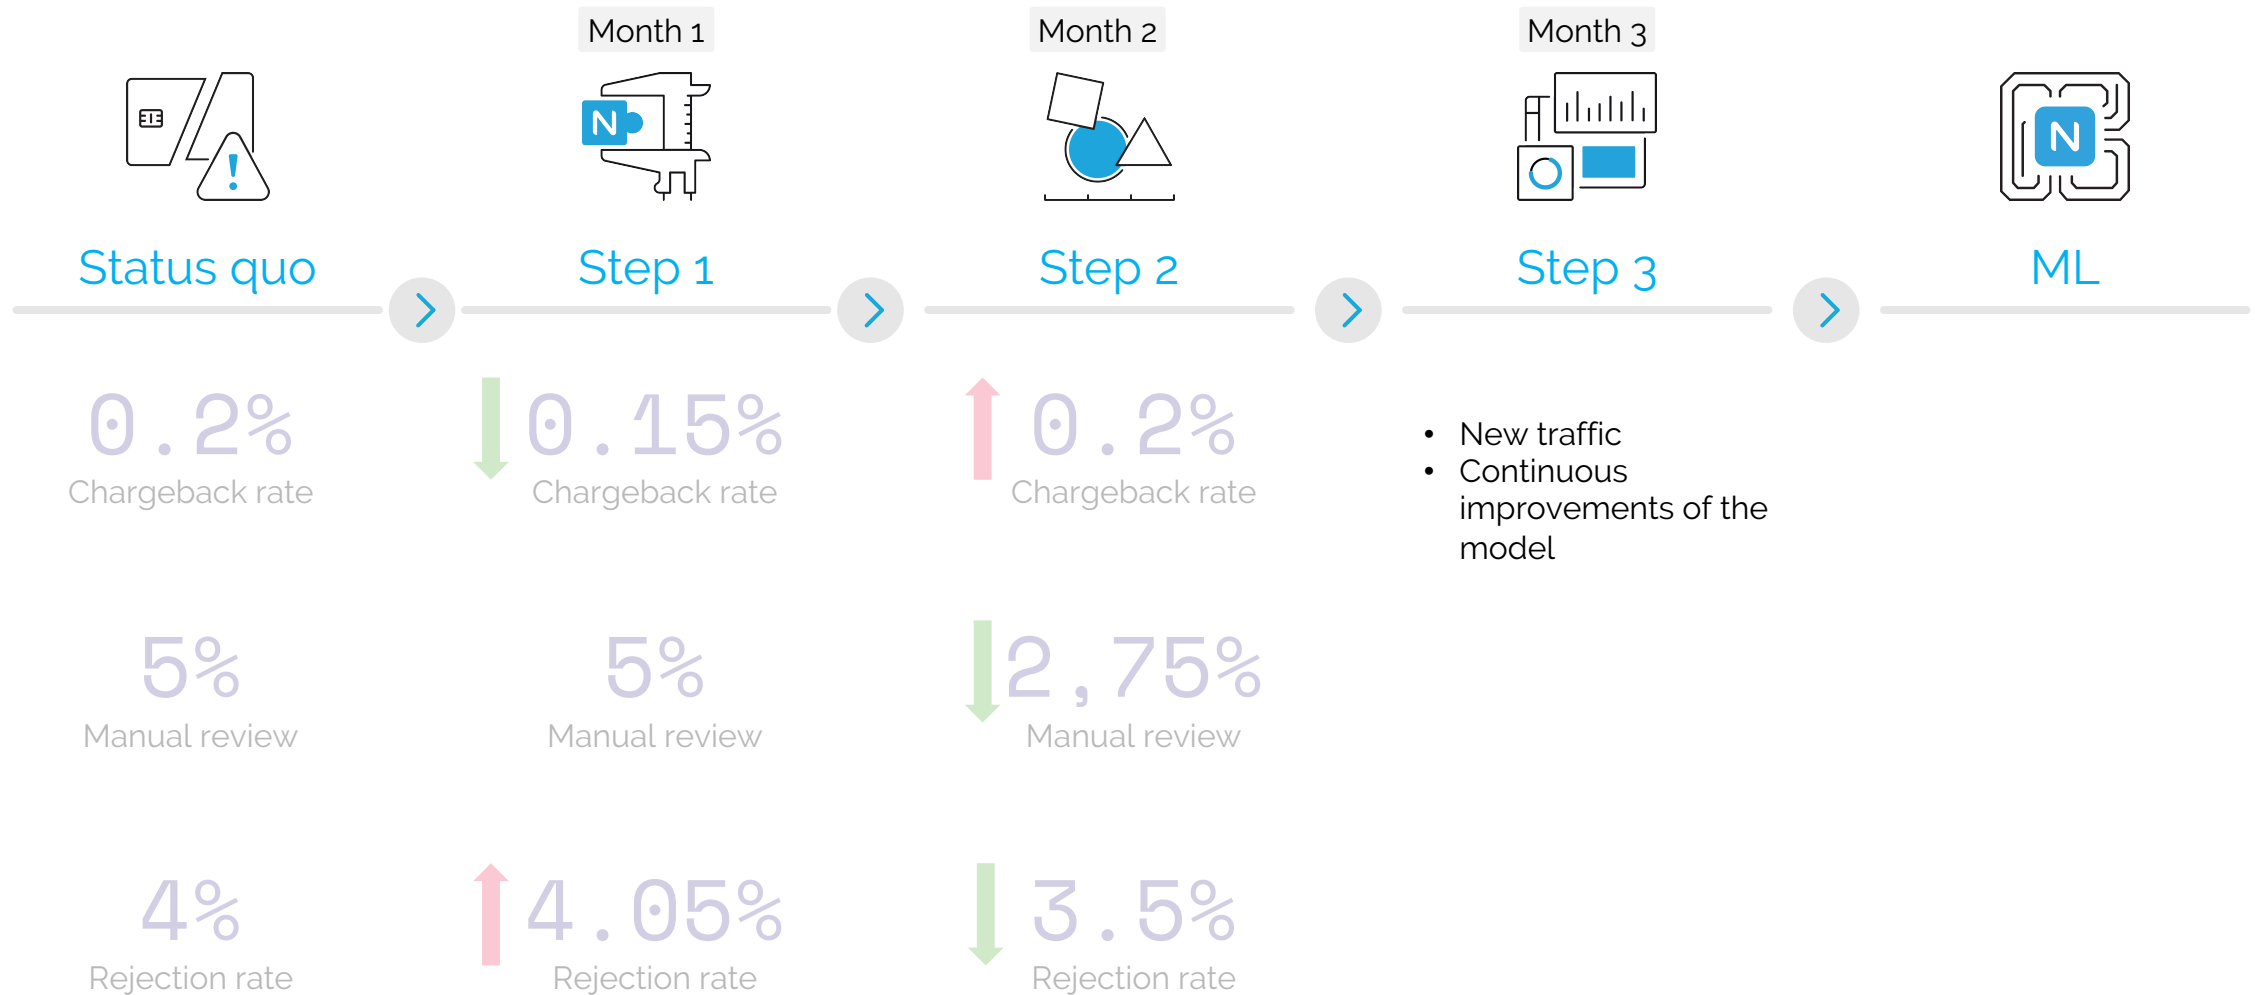 Month 1
Month 2
Month 3
N
N
Status quo
Step 1
Step 2
Step 3
ML
0.2%
Chargeback rate
0.15%
Chargeback rate
0.2%
Chargeback rate
• New traffic
• Continuous
improvements of the
model
5%
Manual review
5%
Manual review
2,75%
Manual review
4%
Rejection rate
4.05%
Rejection rate
3.5%
Rejection rate